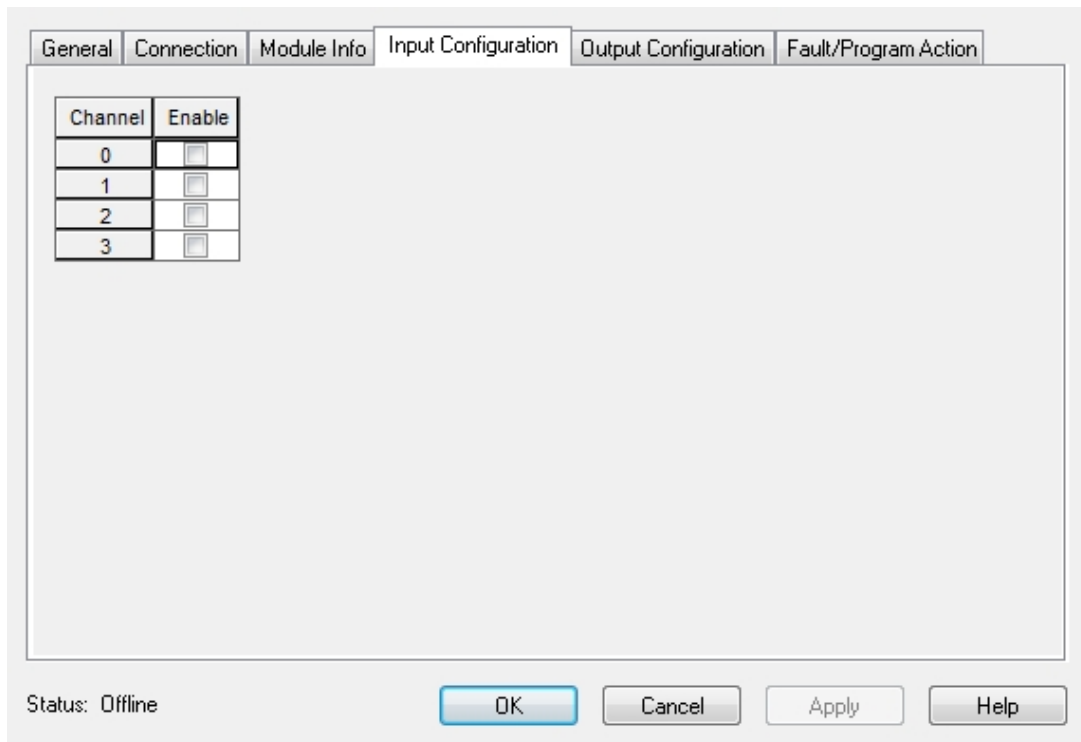 General Connection Module Info Input Configuration Output Configuration Fault/Program Action
Channel Enable
0
1
2
3
Status: Offline OK Cancel Apply Help